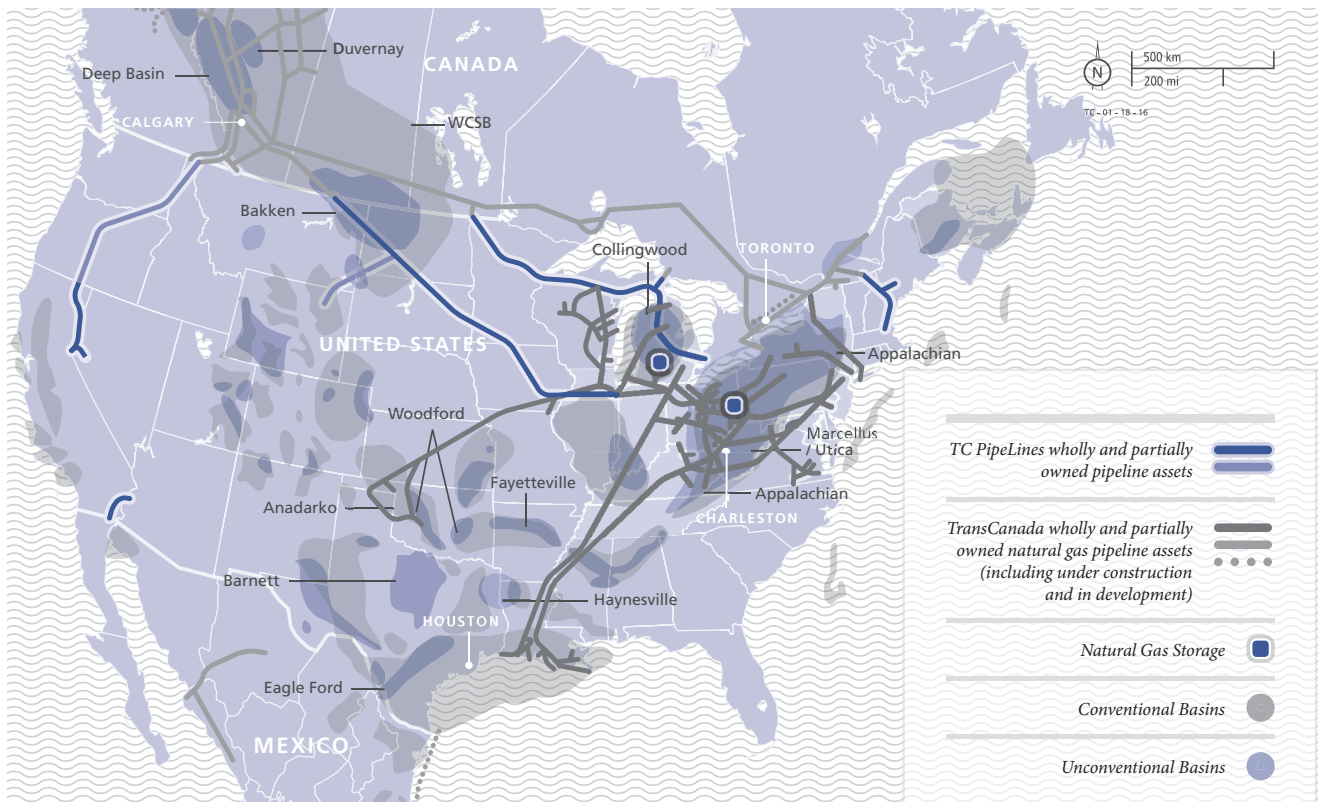 Duvernay
CANADA
Deep Basin
CALGARY
WCSB
N
500 km
200 mi
TC - 01 - 18 - 16
Bakken
Collingwood
TORONTO
UNITED STATES
Appalachian
Woodford
Marcellus
/ Utica
Fayetteville
Anadarko
Appalachian
CHARLESTON
Barnett
Haynesville
HOUSTON
Eagle Ford
MEXICO
TC PipeLines wholly and partially
owned pipeline assets
TransCanada wholly and partially
owned natural gas pipeline assets
(including under construction
and in development)
Natural Gas Storage
Conventional Basins
Unconventional Basins